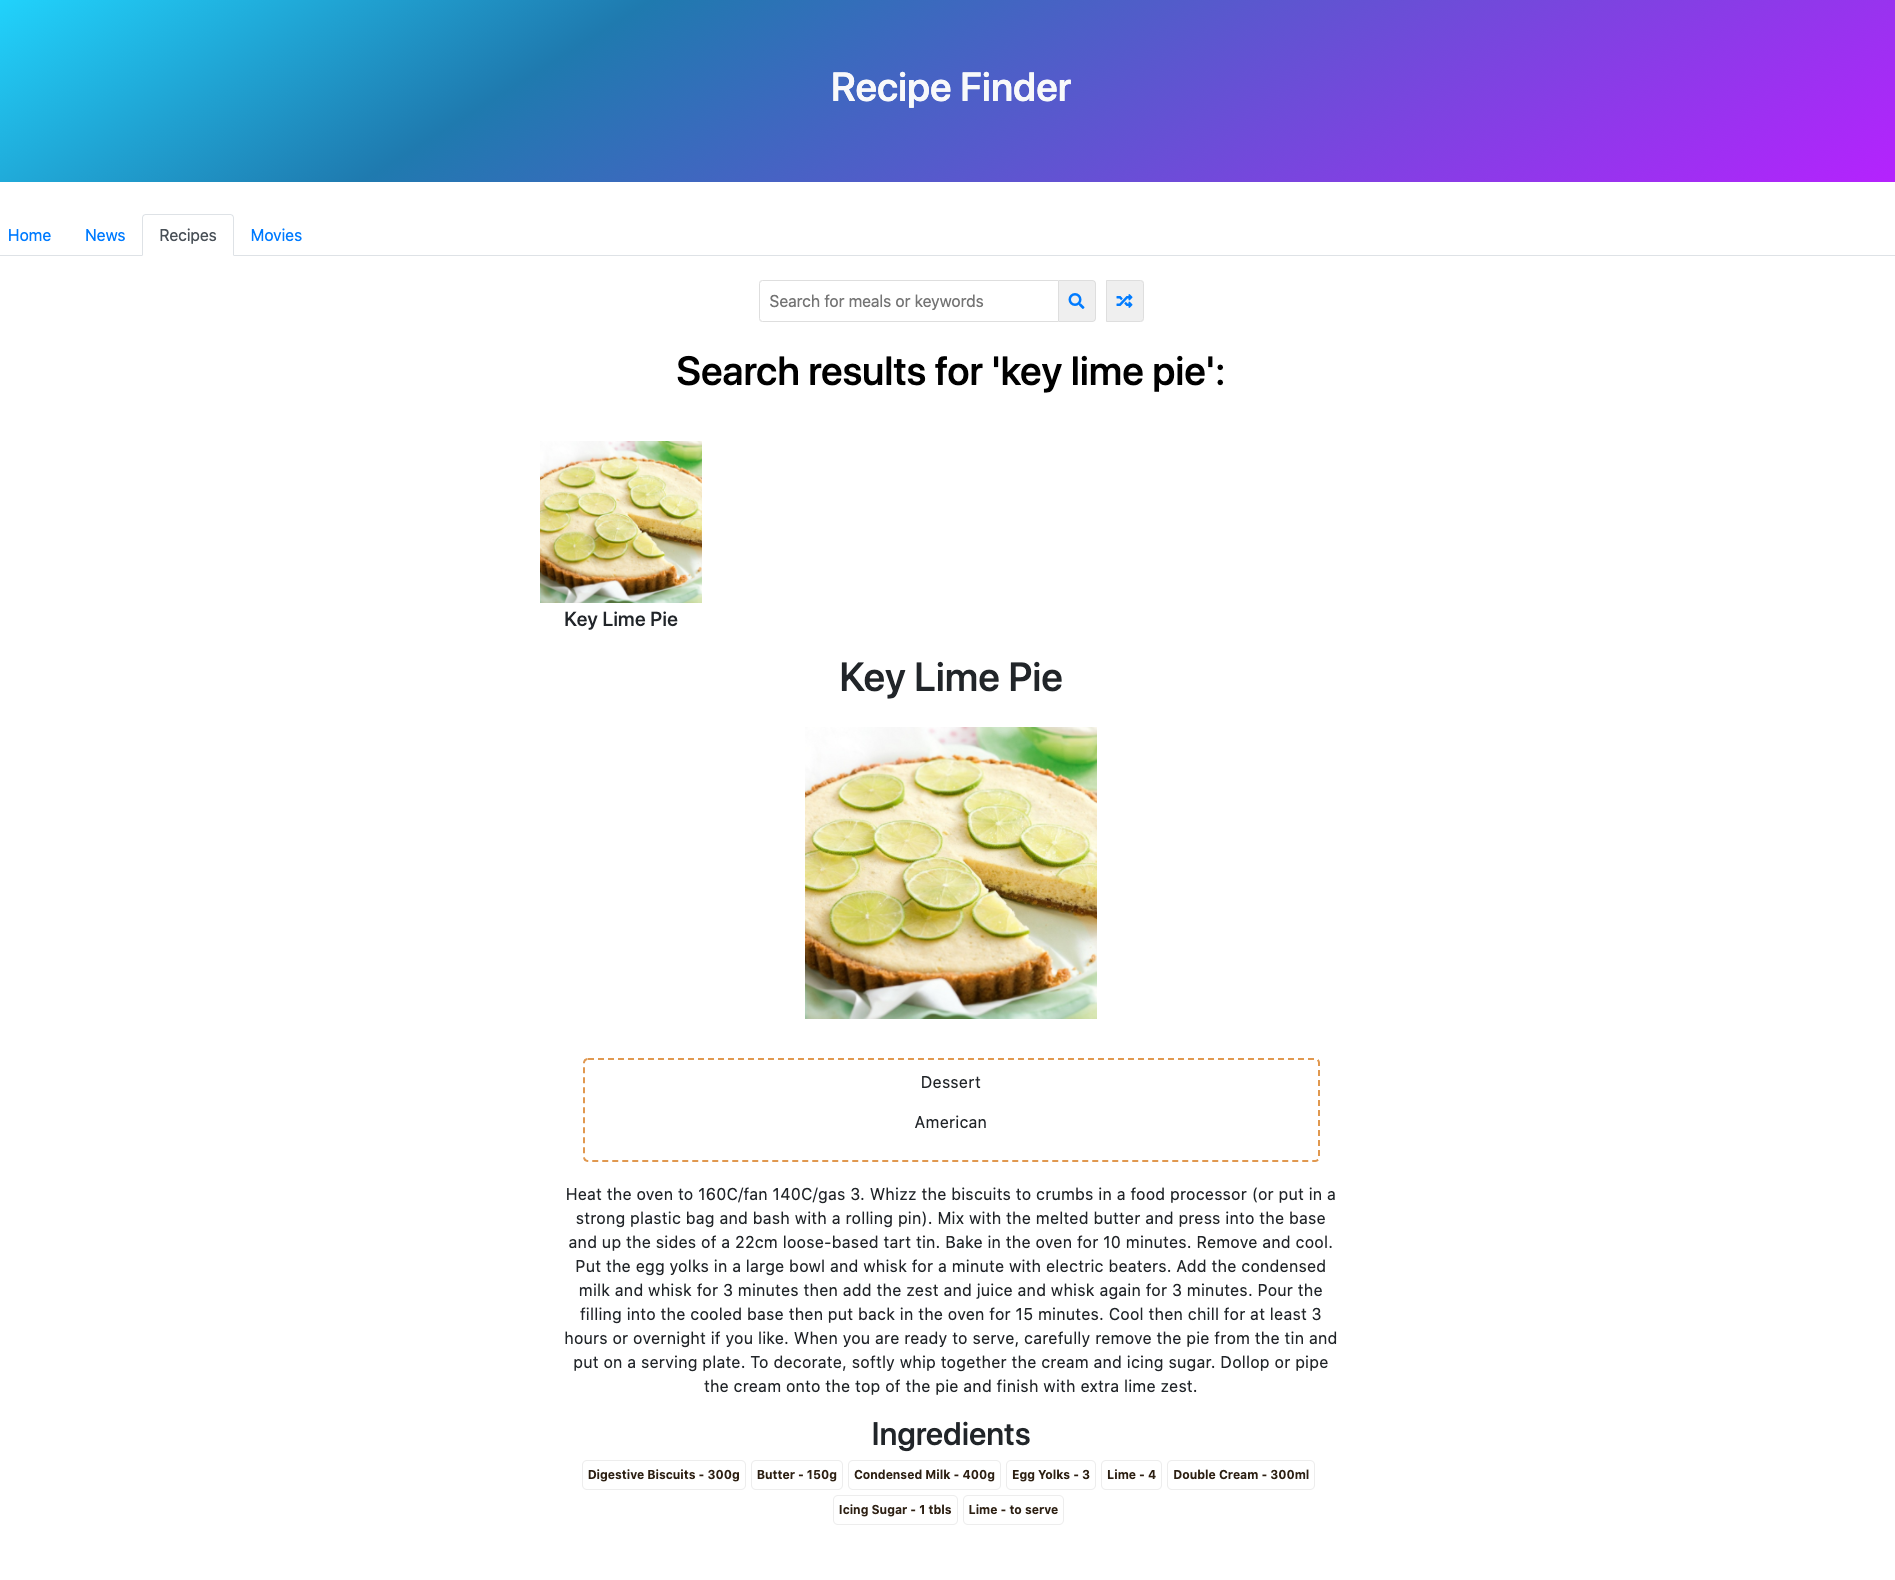 Recipe Finder
Home News Recipes Movies
Search for meals or keywords
Search results for 'key lime pie':
Key Lime Pie
Key Lime Pie
Dessert
American
Heat the oven to 160C/fan 140C/gas 3. Whizz the biscuits to crumbs in a food processor (or put in a
strong plastic bag and bash with a rolling pin). Mix with the melted butter and press into the base
and up the sides of a 22cm loose-based tart tin. Bake in the oven for 10 minutes. Remove and cool.
Put the egg yolks in a large bowl and whisk for a minute with electric beaters. Add the condensed
milk and whisk for 3 minutes then add the zest and juice and whisk again for 3 minutes. Pour the
filling into the cooled base then put back in the oven for 15 minutes. Cool then chill for at least 3
hours or overnight if you like. When you are ready to serve, carefully remove the pie from the tin and
put on a serving plate. To decorate, softly whip together the cream and icing sugar. Dollop or pipe
the cream onto the top of the pie and finish with extra lime zest.
Ingredients
Digestive Biscuits - 300g Butter - 150g Condensed Milk - 400g Egg Yolks - 3 Lime - 4 Double Cream - 300ml
Icing Sugar - 1 tbls Lime - to serve